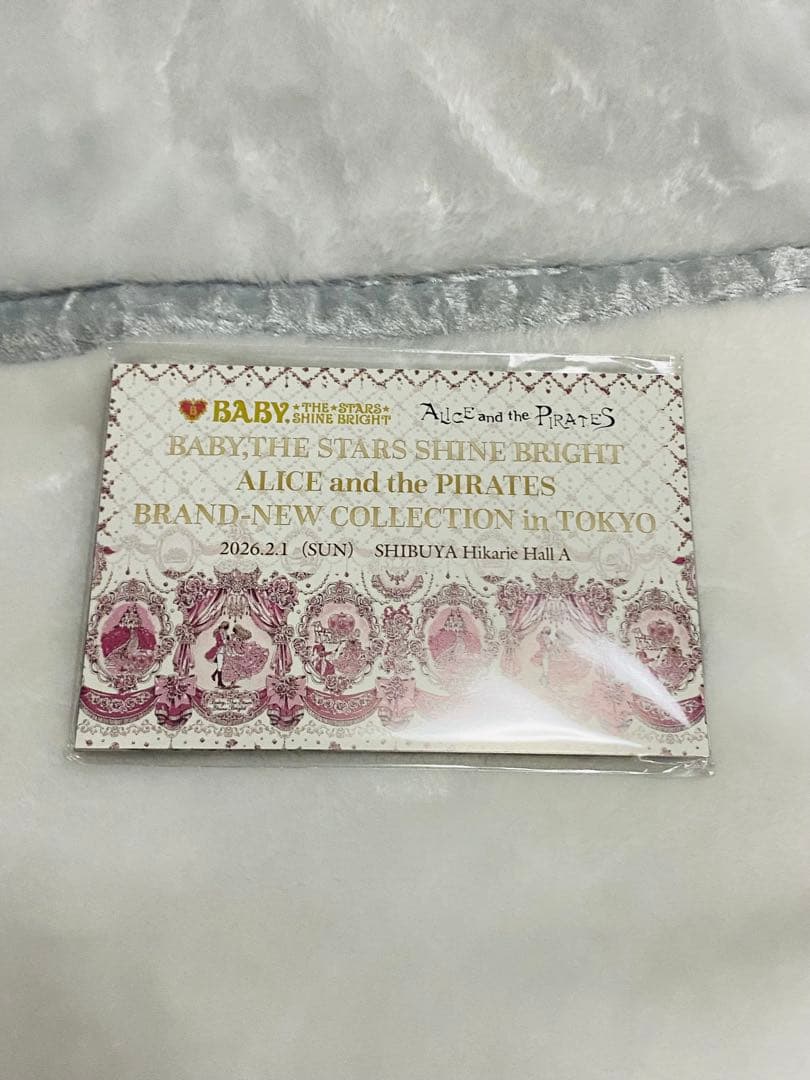 BABY, THE★STARS★ SHINE BRIGHT ALICE and the PIRATES
BABY,THE STARS SHINE BRIGHT
ALICE and the PIRATES
BRAND-NEW COLLECTION in TOKYO
2026.2.1 (SUN) SHIBUYA Hikarie Hall A